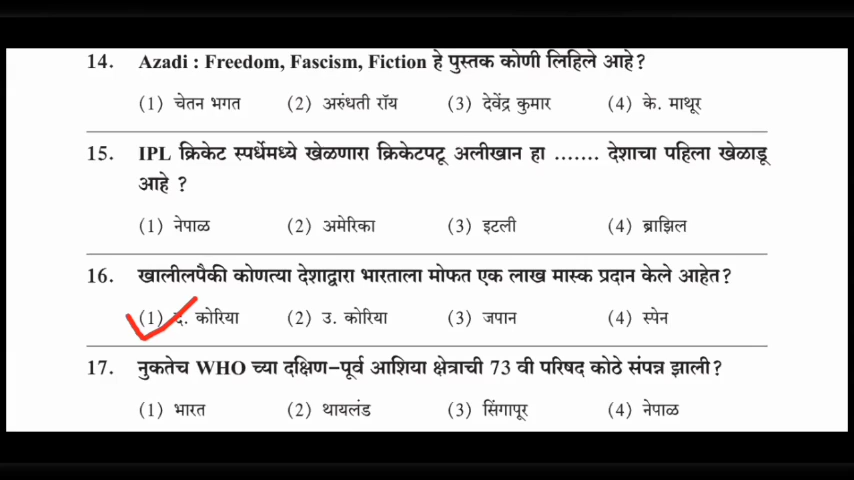 14. Azadi : Freedom, Fascism, Fiction हे पुस्तक कोणी लिहिले आहे?
(1) चेतन भगत (2) अरुंधती रॉय (3) देवेंद्र कुमार (4) के. माथूर
15. IPL क्रिकेट स्पर्धेमध्ये खेळणारा क्रिकेटपटू अलीखान हा ....... देशाचा पहिला खेळाडू
आहे ?
(1) नेपाळ (2) अमेरिका (3) इटली (4) ब्राझिल
16. खालीलपैकी कोणत्या देशाद्वारा भारताला मोफत एक लाख मास्क प्रदान केले आहेत?
(1) द. कोरिया (2) उ. कोरिया (3) जपान (4) स्पेन
17. नुकतेच WHO च्या दक्षिण-पूर्व आशिया क्षेत्राची 73 वी परिषद कोठे संपन्न झाली?
(1) भारत (2) थायलंड (3) सिंगापूर (4) नेपाळ